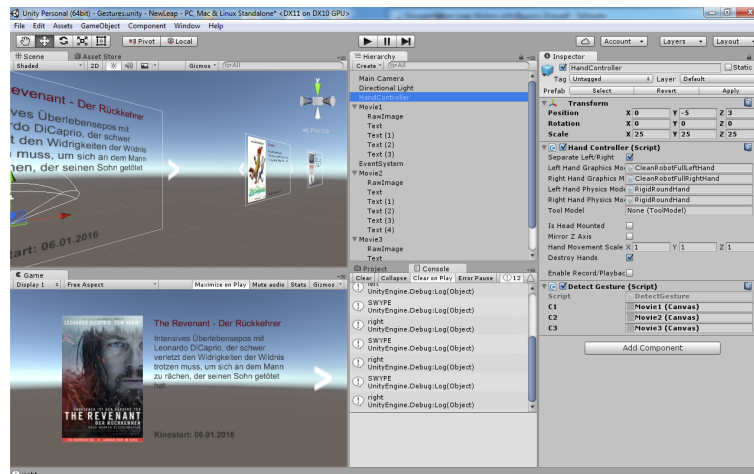 Unity Personal (64bit) - Gestures.unity - NewLeap - PC, Mac & Linux Standalone* <DX11 on DX10 GPU>
File Edit Assets GameObject Component Window Help
Pivot Local
Account Layers Layout
Scene Asset Store
Shaded 2D Gizmos All
evenant - Der Rückkehrer
ves Überlebensepos mit
rdo DiCaprio, der schwer
t den Widrigkeiten der Wildnis
muss, um sich an dem Mann
en, der seinen Sohn getötet
tart: 06.01.2016
y
Persp
Game
Display 1 Free Aspect Maximize on Play Mute audio Stats Gizmos
LEONARDO DICAPRIO TOM HARDY
THE REVENANT
DER RÜCKKEHRER
The Revenant - Der Rückkehrer
Intensives Überlebensepos mit
Leonardo DiCaprio, der schwer
verletzt den Widrigkeiten der Wildnis
trotzen muss, um sich an dem Mann
zu rächen, der seinen Sohn getötet
hat.
Kinostart: 06.01.2016
Hierarchy
Create All
Main Camera
Directional Light
HandController
Movie1
RawImage
Text
Text (1)
Text (2)
Text (3)
EventSystem
Movie2
RawImage
Text
Text (1)
Text (2)
Text (3)
Text (4)
Movie3
RawImage
Text
Project Console
Clear Collapse Clear on Play Error Pause 12
left
UnityEngine.Debug:Log(Object)
SWYPE
UnityEngine.Debug:Log(Object)
right
UnityEngine.Debug:Log(Object)
SWYPE
UnityEngine.Debug:Log(Object)
right
UnityEngine.Debug:Log(Object)
SWYPE
UnityEngine.Debug:Log(Object)
right
UnityEngine.Debug:Log(Object)
Inspector
HandController Static
Tag Untagged Layer Default
Prefab Select Revert Apply
Transform
Position X 0 Y -5 Z 3
Rotation X 0 Y 0 Z 0
Scale X 25 Y 25 Z 25
Hand Controller (Script)
Separate Left/Right
Left Hand Graphics Mo CleanRobotFullLeftHand
Right Hand Graphics M CleanRobotFullRightHand
Left Hand Physics Mode RigidRoundHand
Right Hand Physics Mo RigidRoundHand
Tool Model None (ToolModel)
Is Head Mounted
Mirror Z Axis
Hand Movement Scale X 1 Y 1 Z 1
Destroy Hands
Enable Record/Playbac
Detect Gesture (Script)
Script DetectGesture
C1 Movie1 (Canvas)
C2 Movie2 (Canvas)
C3 Movie3 (Canvas)
Add Component
right